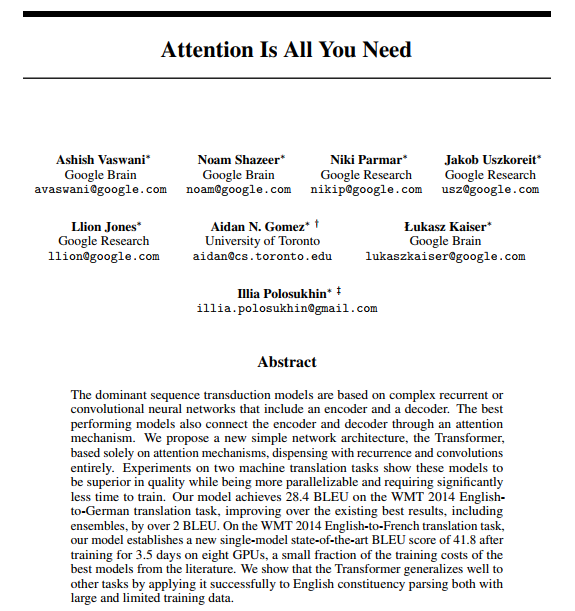 Attention Is All You Need
Ashish Vaswani* Noam Shazeer* Niki Parmar* Jakob Uszkoreit*
Google Brain Google Brain Google Research Google Research
avaswani@google.com noam@google.com nikip@google.com usz@google.com
Llion Jones* Aidan N. Gomez* † Łukasz Kaiser*
Google Research University of Toronto Google Brain
llion@google.com aidan@cs.toronto.edu lukaszkaiser@google.com
Illia Polosukhin* ‡
illia.polosukhin@gmail.com
Abstract
The dominant sequence transduction models are based on complex recurrent or
convolutional neural networks that include an encoder and a decoder. The best
performing models also connect the encoder and decoder through an attention
mechanism. We propose a new simple network architecture, the Transformer,
based solely on attention mechanisms, dispensing with recurrence and convolutions
entirely. Experiments on two machine translation tasks show these models to
be superior in quality while being more parallelizable and requiring significantly
less time to train. Our model achieves 28.4 BLEU on the WMT 2014 English-
to-German translation task, improving over the existing best results, including
ensembles, by over 2 BLEU. On the WMT 2014 English-to-French translation task,
our model establishes a new single-model state-of-the-art BLEU score of 41.8 after
training for 3.5 days on eight GPUs, a small fraction of the training costs of the
best models from the literature. We show that the Transformer generalizes well to
other tasks by applying it successfully to English constituency parsing both with
large and limited training data.